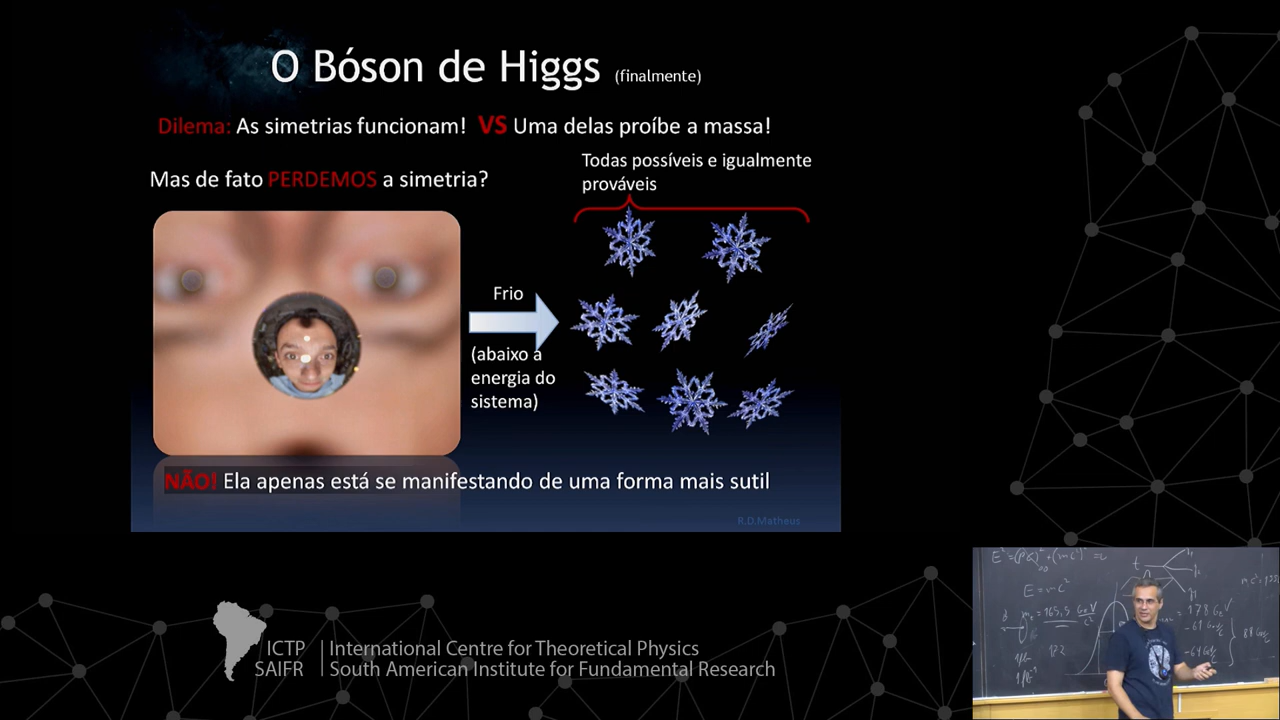 O Bóson de Higgs (finalmente)
Dilema: As simetrias funcionam! VS Uma delas proíbe a massa!
Mas de fato PERDEMOS a simetria?
Todas possíveis e igualmente
prováveis
Frio
(abaixo a
energia do
sistema)
NÃO! Ela apenas está se manifestando de uma forma mais sutil
R.D.Matheus
ICTP
SAIFR
International Centre for Theoretical Physics
South American Institute for Fundamental Research